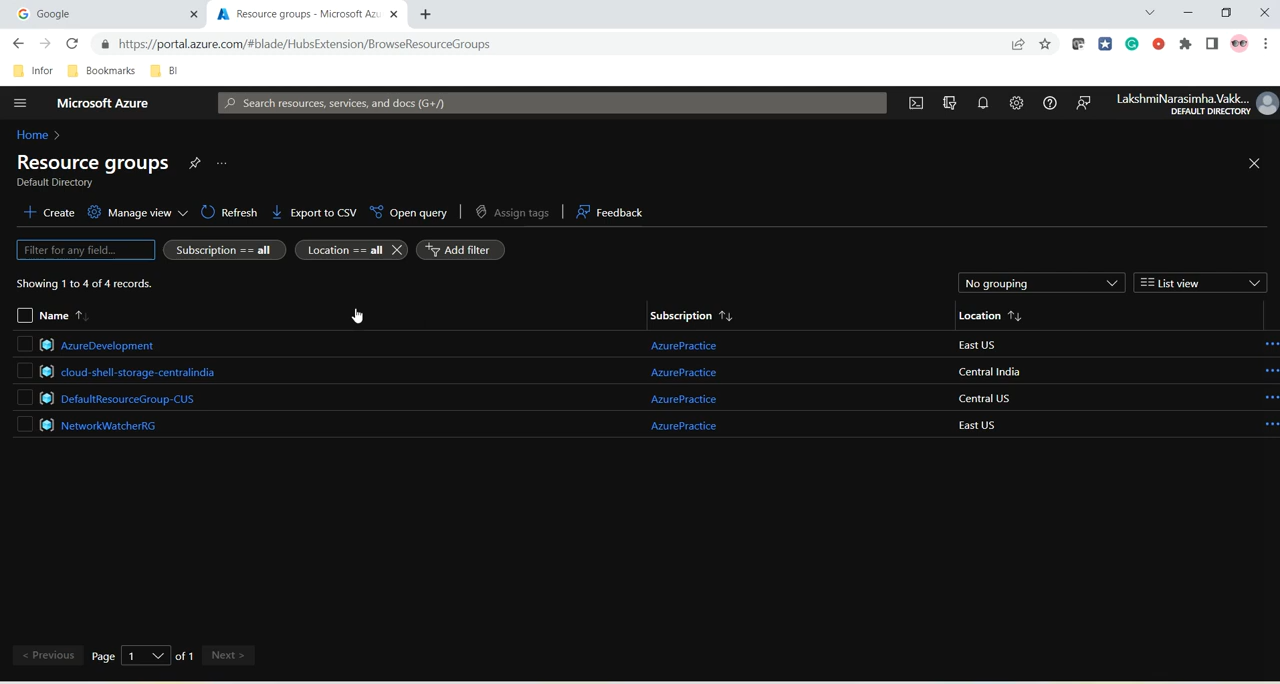 Google
Resource groups - Microsoft Azu
https://portal.azure.com/#blade/HubsExtension/BrowseResourceGroups
Infor Bookmarks BI
Microsoft Azure
Search resources, services, and docs (G+/)
LakshmiNarasimha.Vakk...
DEFAULT DIRECTORY
Home >
Resource groups ...
Default Directory
Create Manage view Refresh Export to CSV Open query Assign tags Feedback
Filter for any field... Subscription == all Location == all Add filter
Showing 1 to 4 of 4 records. No grouping List view
Name Subscription Location
AzureDevelopment AzurePractice East US
cloud-shell-storage-centralindia AzurePractice Central India
DefaultResourceGroup-CUS AzurePractice Central US
NetworkWatcherRG AzurePractice East US
< Previous Page 1 of 1 Next >